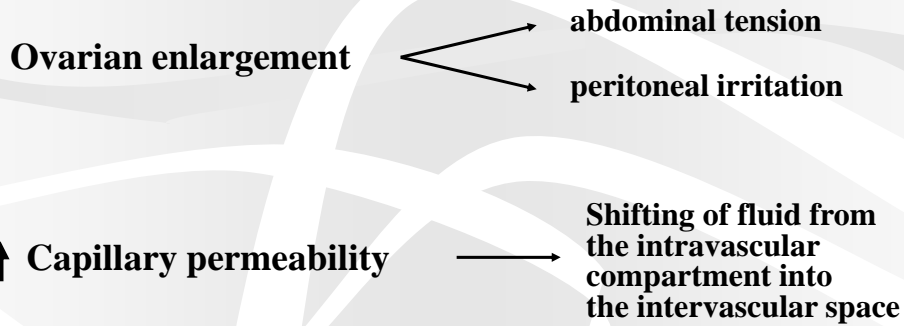 abdominal tension
Ovarian enlargement
peritoneal irritation
Shifting of fluid from
the intravascular
Capillary permeability
compartment into
the intervascular space